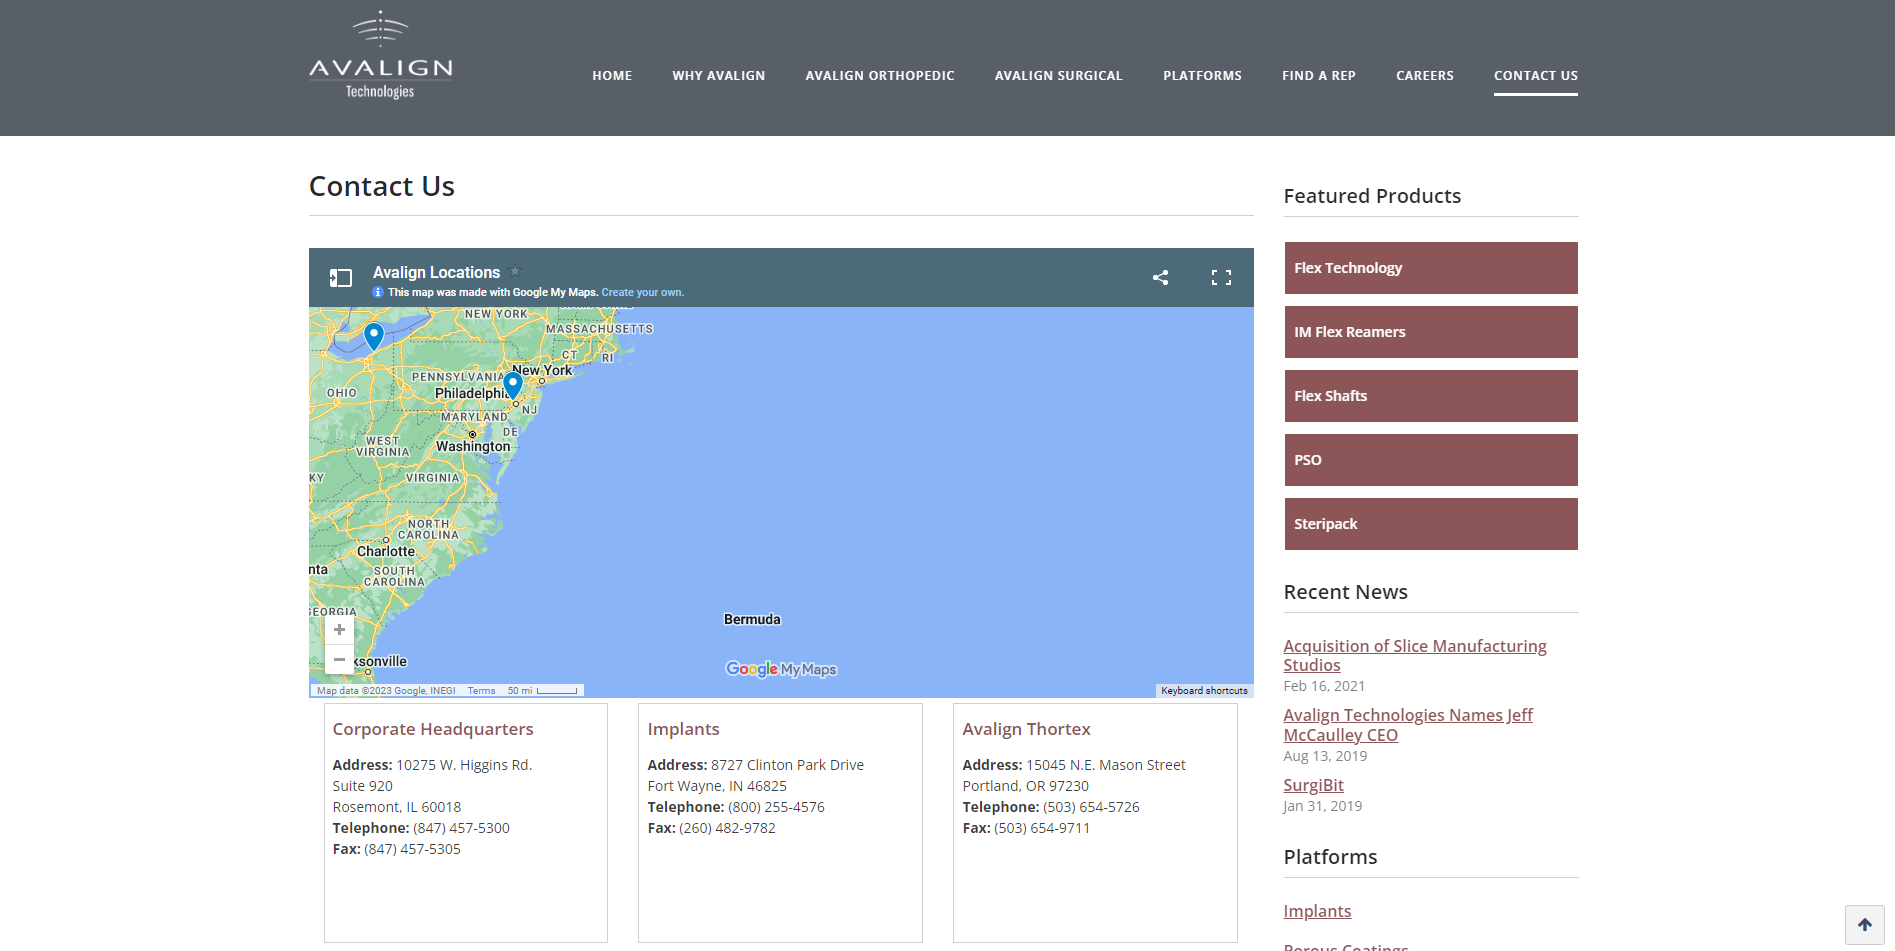 AVALIGN
Technologies
HOME
WHY AVALIGN
AVALIGN ORTHOPEDIC
AVALIGN SURGICAL
PLATFORMS
FIND A REP
CAREERS
CONTACT US
Contact Us
Avalign Locations
This map was made with Google My Maps. Create your own.
NEW YORK
MASSACHUSETTS
CT
RI
New York
PENNSYLVANIA
OHIO
Philadelphia
NJ
MARYLAND
DE
WEST
VIRGINIA
Washington
KY
VIRGINIA
NORTH
CAROLINA
Charlotte
nta
SOUTH
CAROLINA
GEORGIA
Bermuda
ksonville
Google My Maps
Map data ©2023 Google, INEGI
Terms
50 mi
Keyboard shortcuts
Corporate Headquarters
Address: 10275 W. Higgins Rd.
Suite 920
Rosemont, IL 60018
Telephone: (847) 457-5300
Fax: (847) 457-5305
Implants
Address: 8727 Clinton Park Drive
Fort Wayne, IN 46825
Telephone: (800) 255-4576
Fax: (260) 482-9782
Avalign Thortex
Address: 15045 N.E. Mason Street
Portland, OR 97230
Telephone: (503) 654-5726
Fax: (503) 654-9711
Featured Products
Flex Technology
IM Flex Reamers
Flex Shafts
PSO
Steripack
Recent News
Acquisition of Slice Manufacturing
Studios
Feb 16, 2021
Avalign Technologies Names Jeff
McCaulley CEO
Aug 13, 2019
SurgiBit
Jan 31, 2019
Platforms
Implants
Porous Coatings